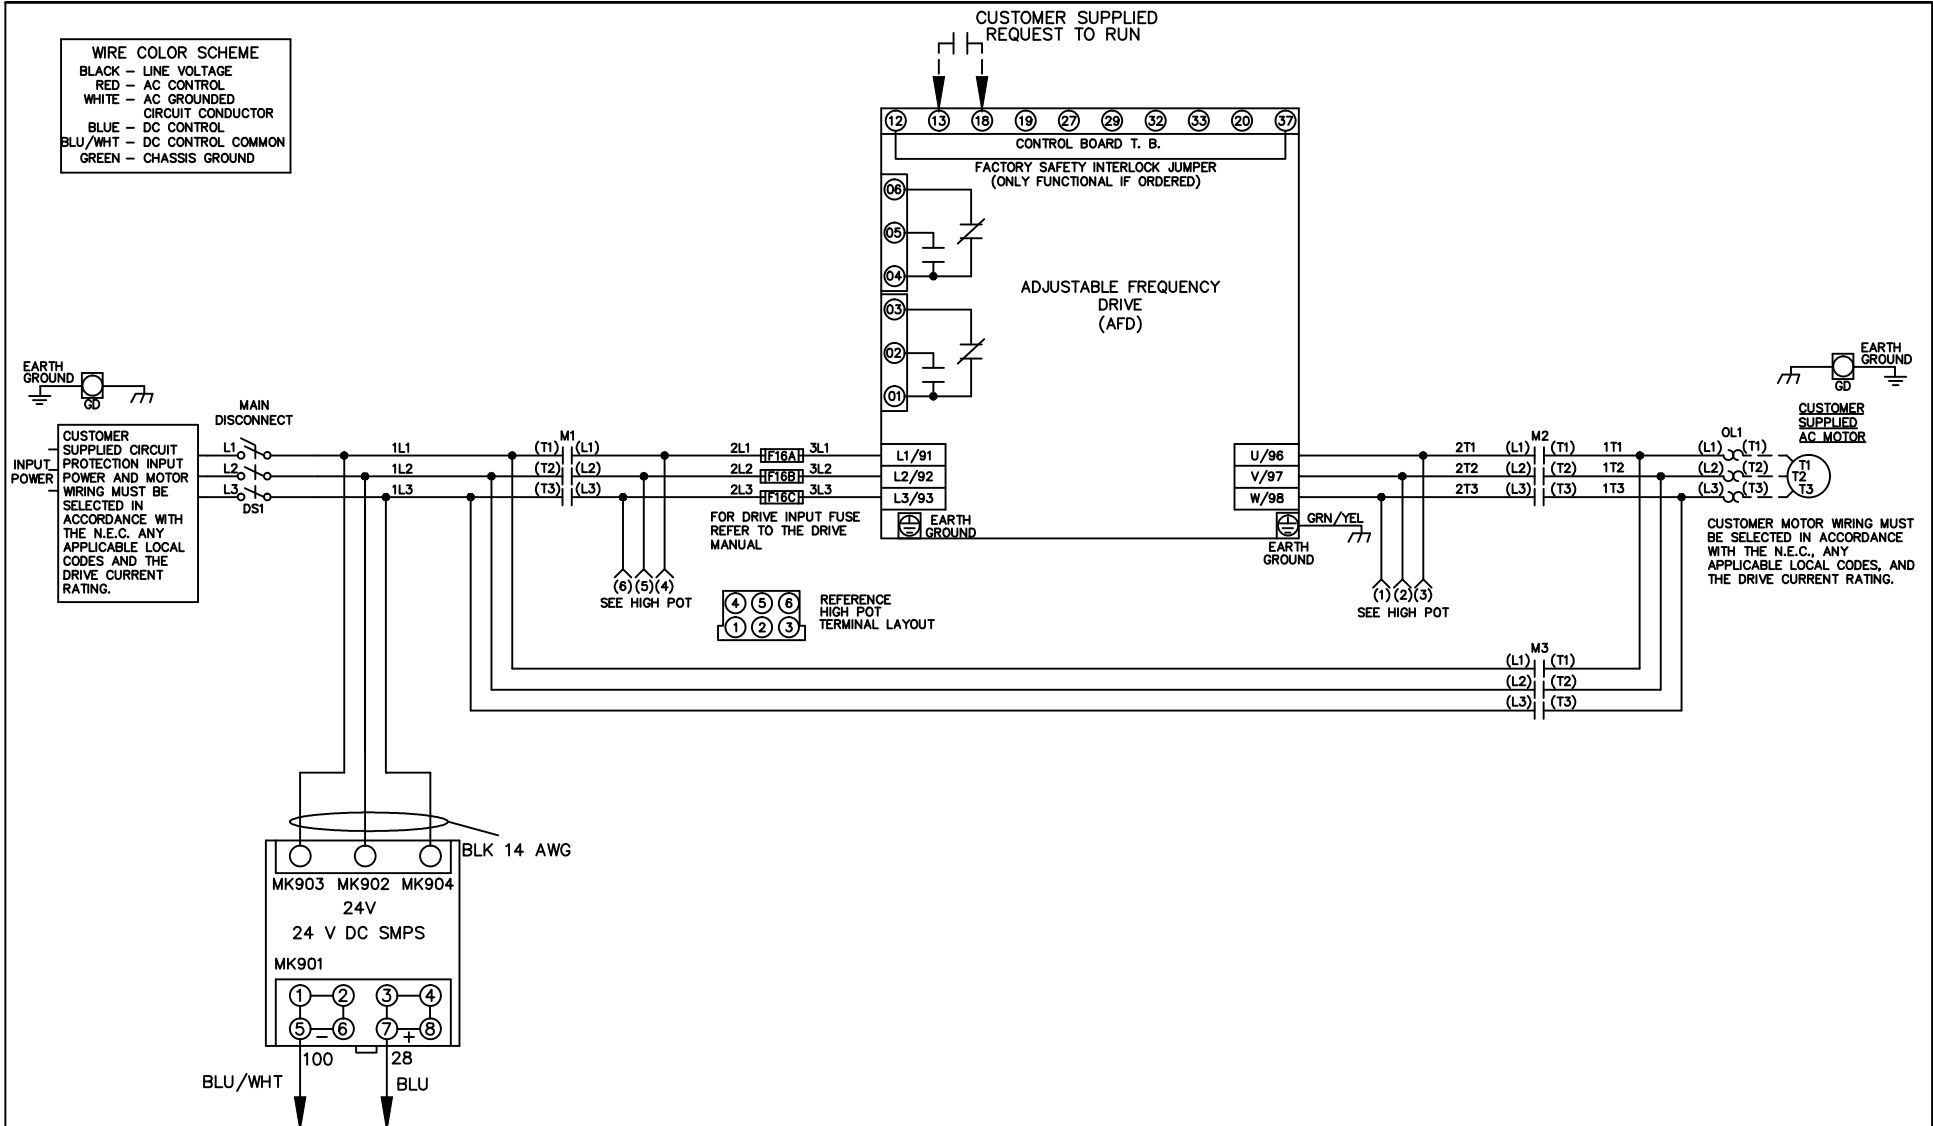 CUSTOMER SUPPLIED
REQUEST TO RUN
WIRE COLOR SCHEME
BLACK – LINE VOLTAGE
RED – AC CONTROL
WHITE – AC GROUNDED
CIRCUIT CONDUCTOR
BLUE – DC CONTROL
BLU/WHT – DC CONTROL COMMON
GREEN – CHASSIS GROUND
12 13 18 19 27 29 32 33 20 37
CONTROL BOARD T. B.
FACTORY SAFETY INTERLOCK JUMPER
(ONLY FUNCTIONAL IF ORDERED)
06
05
04
03
02
01
ADJUSTABLE FREQUENCY
DRIVE
(AFD)
EARTH
GROUND
GD
MAIN
DISCONNECT
INPUT
POWER
CUSTOMER
SUPPLIED CIRCUIT
PROTECTION INPUT
POWER AND MOTOR
WIRING MUST BE
SELECTED IN
ACCORDANCE WITH
THE N.E.C. ANY
APPLICABLE LOCAL
CODES AND THE
DRIVE CURRENT
RATING.
L1
L2
L3
DS1
1L1
1L2
1L3
M1
(T1) (L1)
(T2) (L2)
(T3) (L3)
2L1 F16A 3L1
2L2 F16B 3L2
2L3 F16C 3L3
FOR DRIVE INPUT FUSE
REFER TO THE DRIVE
MANUAL
L1/91
L2/92
L3/93
EARTH
GROUND
U/96
V/97
W/98
GRN/YEL
EARTH
GROUND
(6) (5) (4)
SEE HIGH POT
4 5 6
1 2 3
REFERENCE
HIGH POT
TERMINAL LAYOUT
(1) (2) (3)
SEE HIGH POT
M2
2T1 (L1) (T1) 1T1
2T2 (L2) (T2) 1T2
2T3 (L3) (T3) 1T3
OL1
(L1) (T1)
(L2) (T2)
(L3) (T3)
T1
T2
T3
EARTH
GROUND
GD
CUSTOMER
SUPPLIED
AC MOTOR
CUSTOMER MOTOR WIRING MUST
BE SELECTED IN ACCORDANCE
WITH THE N.E.C., ANY
APPLICABLE LOCAL CODES, AND
THE DRIVE CURRENT RATING.
M3
(L1) (T1)
(L2) (T2)
(L3) (T3)
BLK 14 AWG
MK903 MK902 MK904
24V
24 V DC SMPS
MK901
1 2 3 4
5 – 6 7 + 8
100 28
BLU/WHT BLU